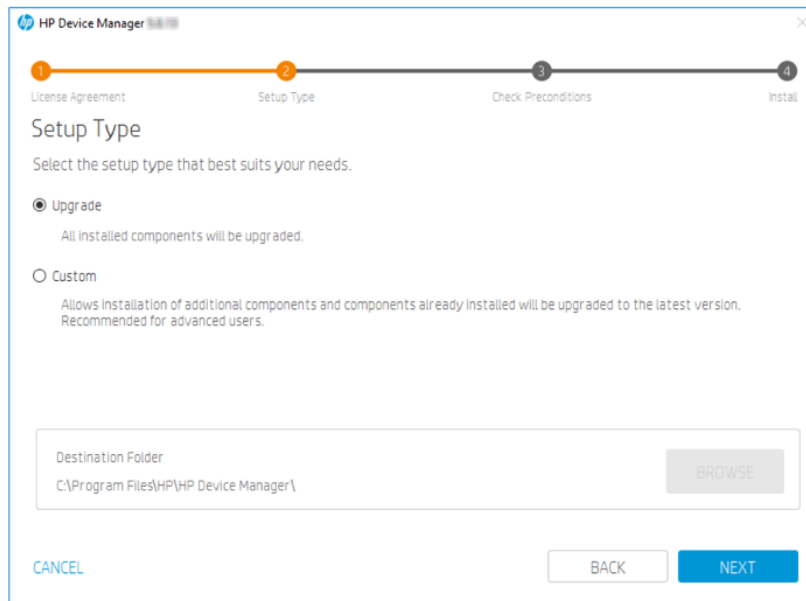 hp HP Device Manager
1 2 3 4
License Agreement Setup Type Check Preconditions Install
Setup Type
Select the setup type that best suits your needs.
Upgrade
All installed components will be upgraded.
Custom
Allows installation of additional components and components already installed will be upgraded to the latest version.
Recommended for advanced users.
Destination Folder
C:\Program Files\HP\HP Device Manager\
BROWSE
CANCEL BACK NEXT